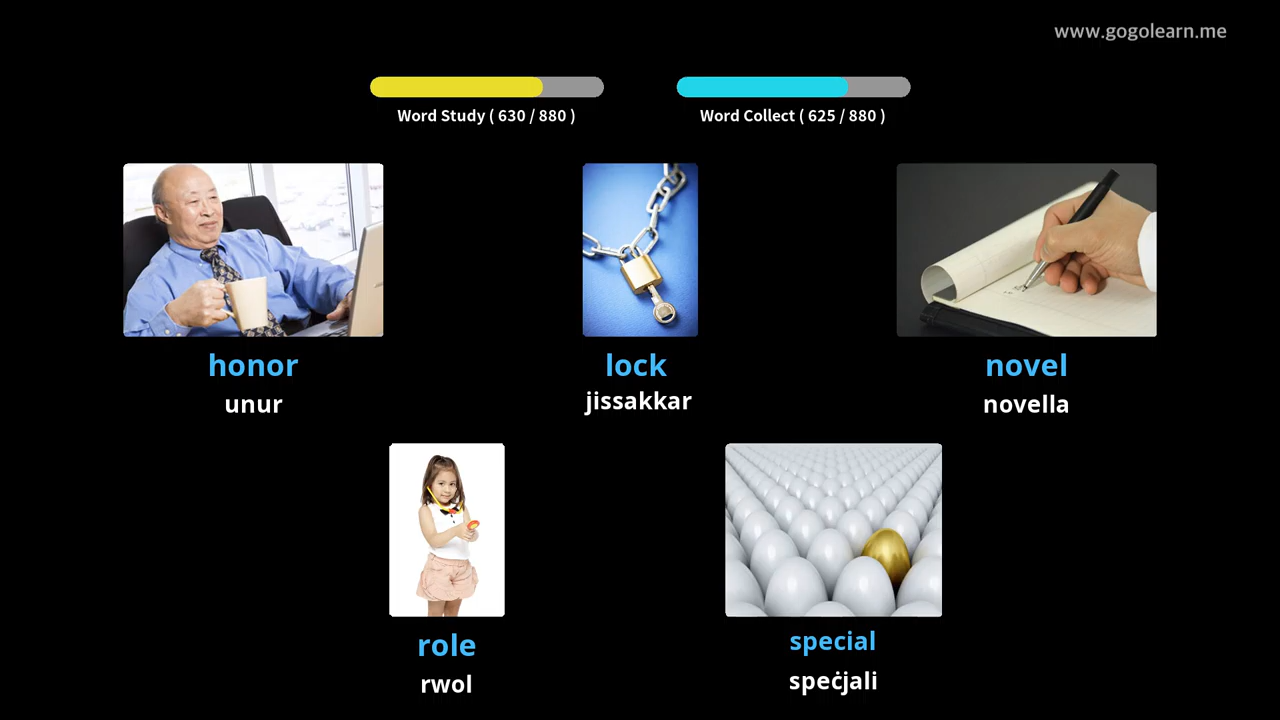 www.gogolearn.me
Word Study ( 630 / 880 )
Word Collect ( 625 / 880 )
honor
unur
lock
jissakkar
novel
novella
role
rwol
special
speċjali